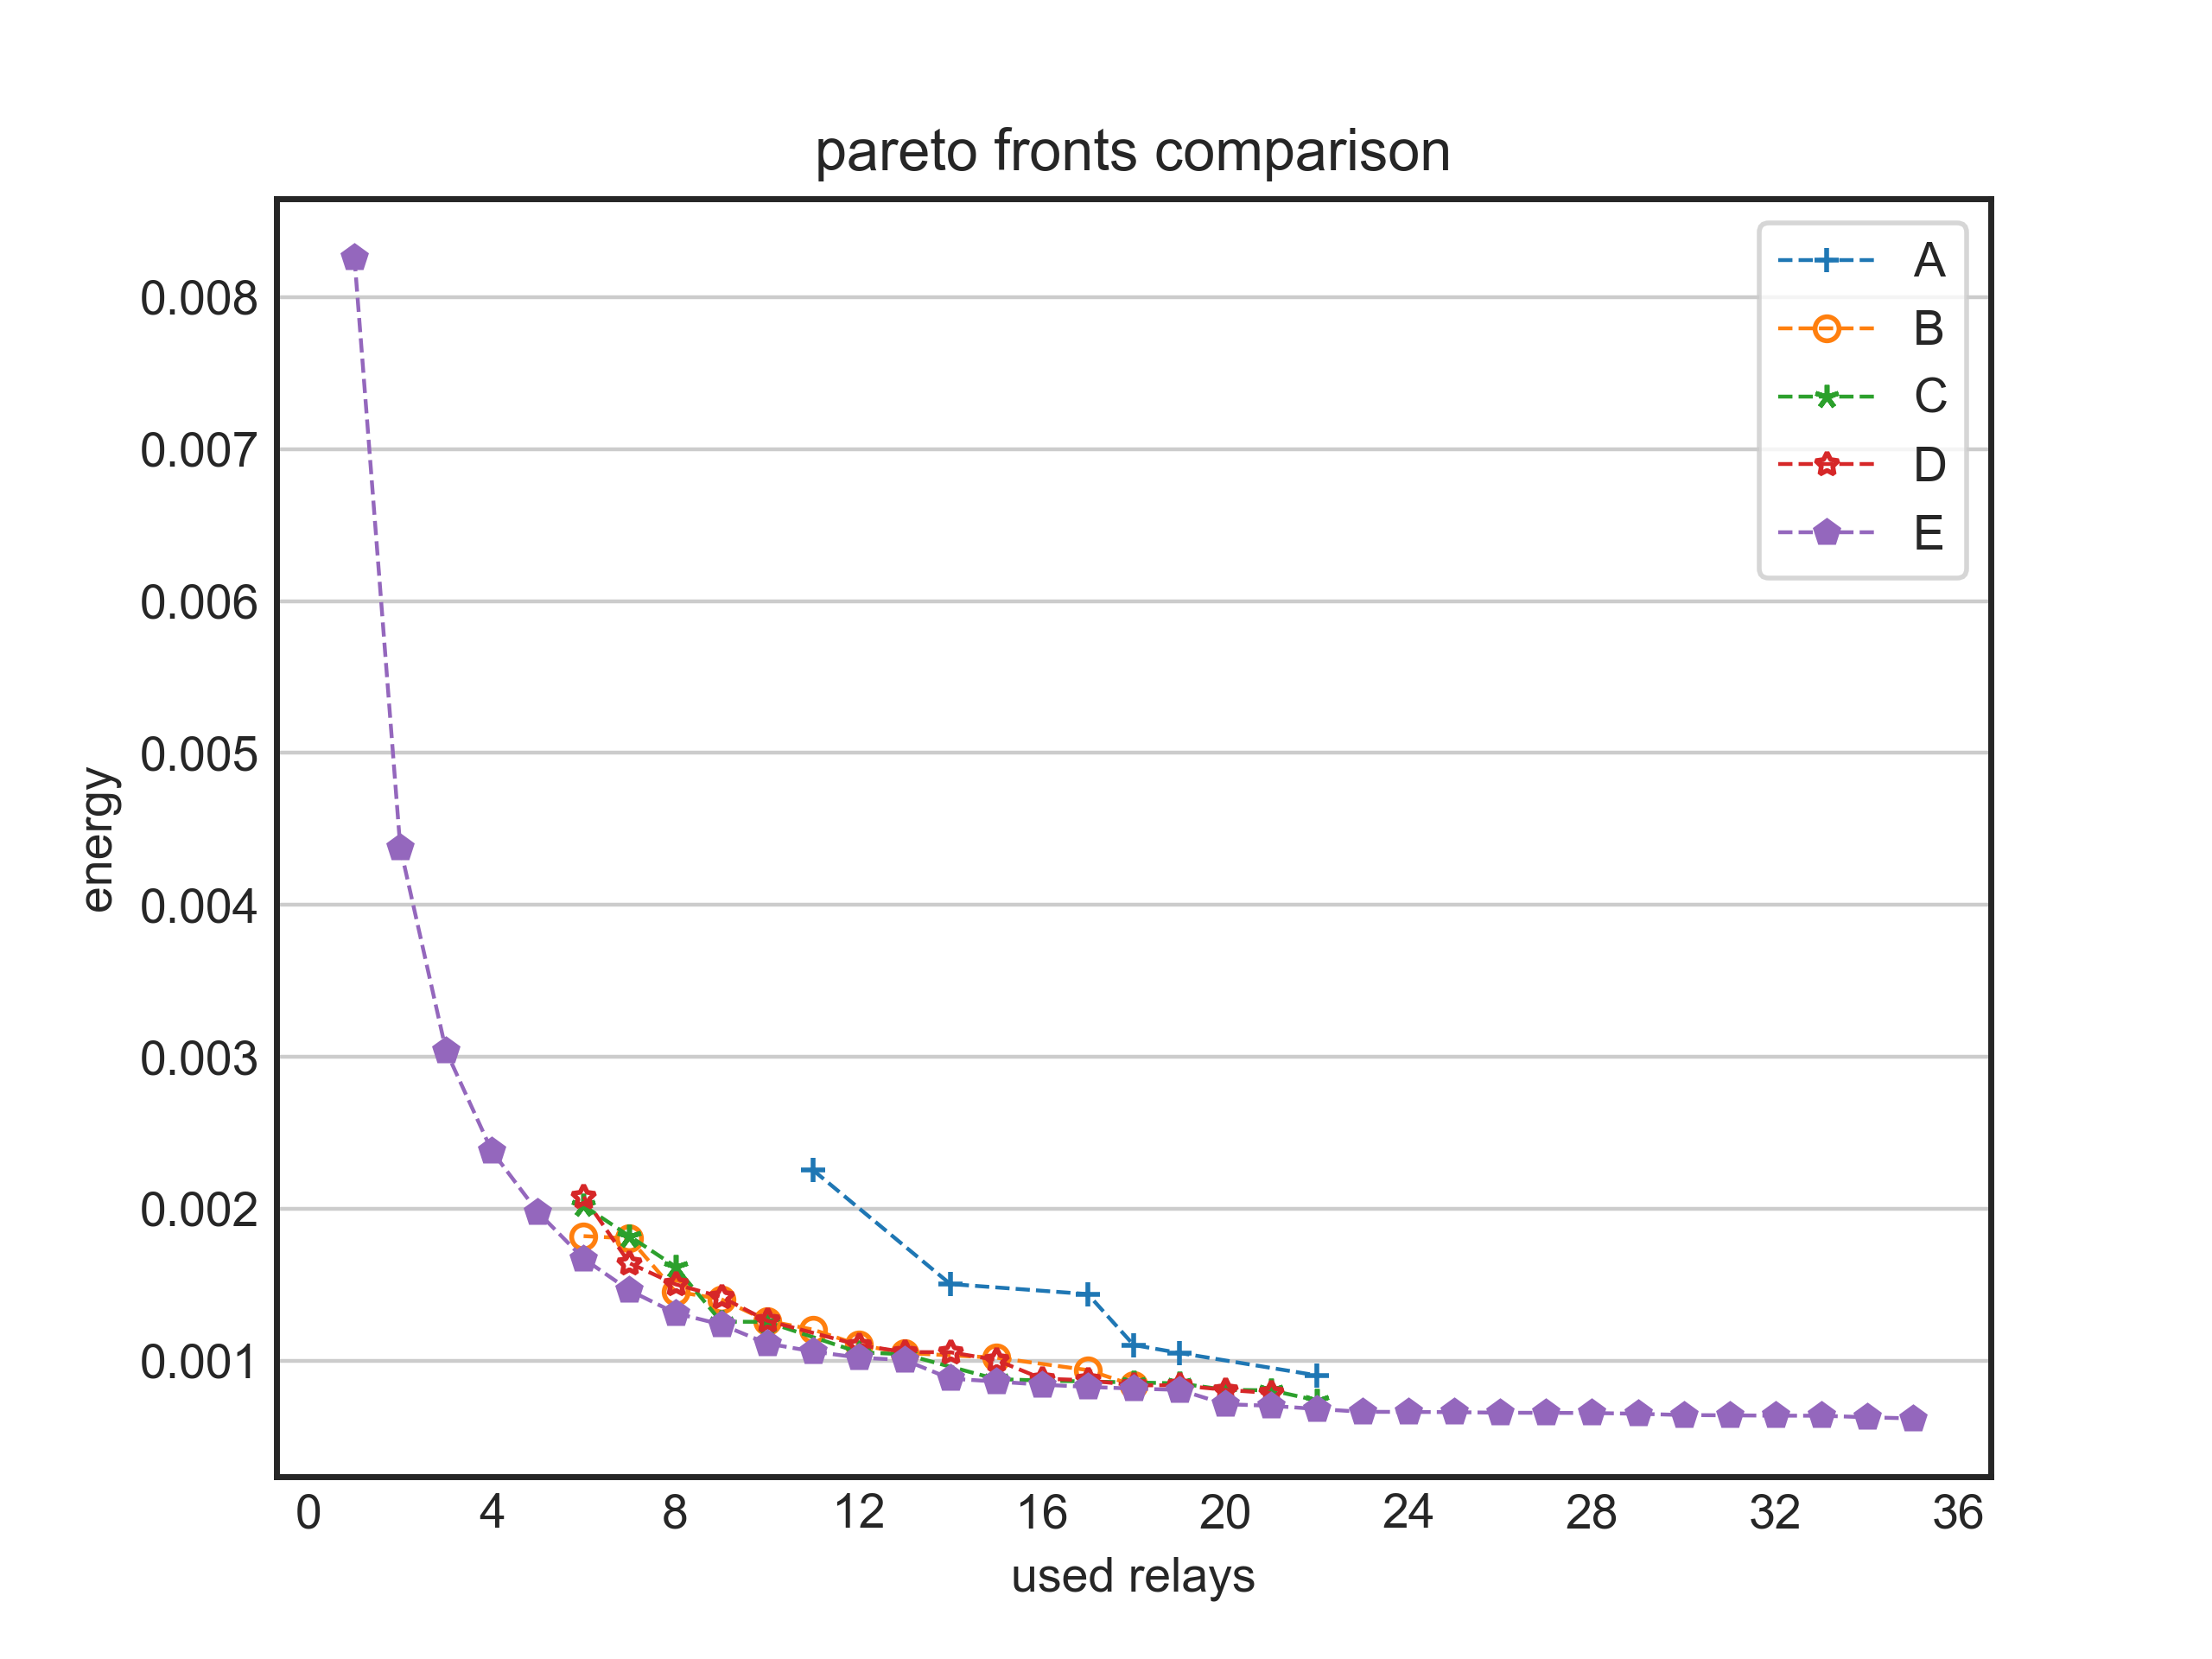 pareto fronts comparison
A
B
C
D
E
0.008
0.007
0.006
0.005
0.004
0.003
0.002
0.001
energy
0 4 8 12 16 20 24 28 32 36
used relays